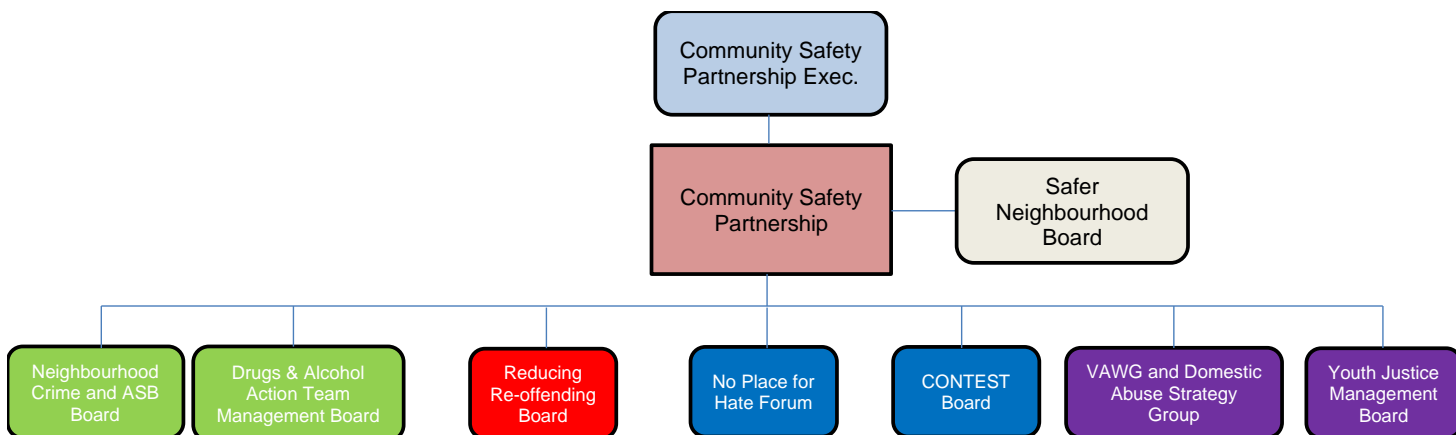 Community Safety
Partnership Exec.
Community Safety
Partnership
Safer
Neighbourhood
Board
Neighbourhood
Crime and ASB
Board
Drugs & Alcohol
Action Team
Management Board
Reducing
Re-offending
Board
No Place for
Hate Forum
CONTEST
Board
VAWG and Domestic
Abuse Strategy
Group
Youth Justice
Management
Board